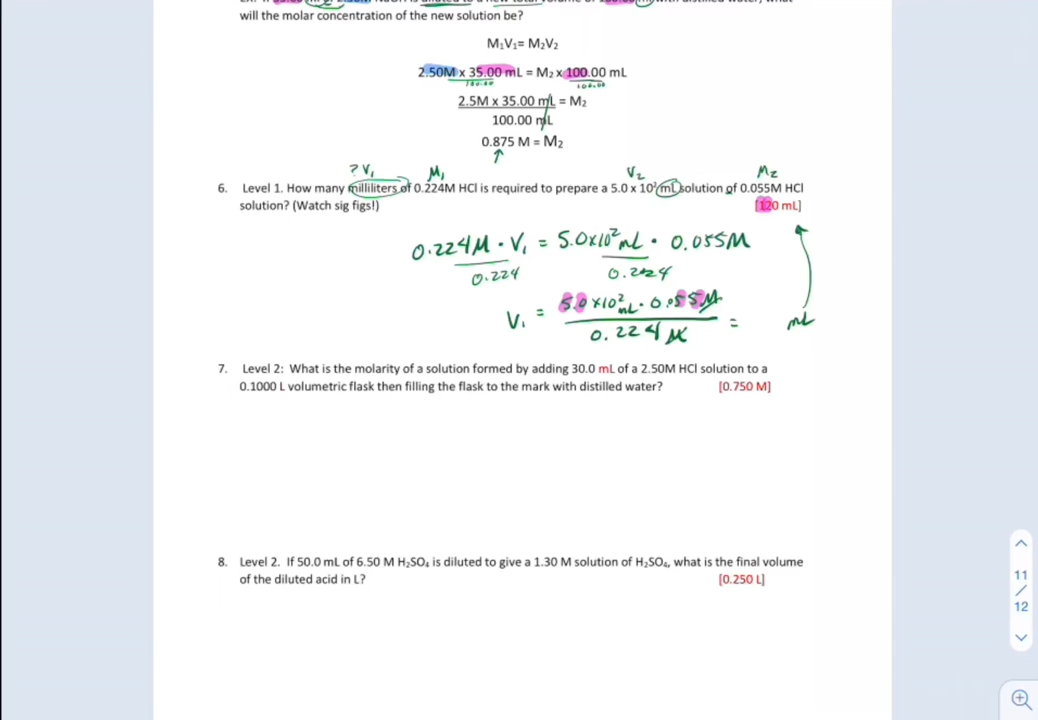 will the molar concentration of the new solution be?
M₁V₁= M₂V₂
2.50M x 35.00 mL = M₂ x 100.00 mL
100.00 100.00
2.5M x 35.00 mL = M₂
100.00 mL
0.875 M = M₂
? V₁ M₁ V₂ M₂
6. Level 1. How many milliliters of 0.224M HCl is required to prepare a 5.0 x 10² mL solution of 0.055M HCl
solution? (Watch sig figs!) [120 mL]
0.224M · V₁ = 5.0x10² mL · 0.055M
0.224 0.224
V₁ = 5.0 x10² mL · 0.055M
0.224 M = mL
7. Level 2: What is the molarity of a solution formed by adding 30.0 mL of a 2.50M HCl solution to a
0.1000 L volumetric flask then filling the flask to the mark with distilled water? [0.750 M]
8. Level 2. If 50.0 mL of 6.50 M H₂SO₄ is diluted to give a 1.30 M solution of H₂SO₄, what is the final volume
of the diluted acid in L? [0.250 L]
11
/
12